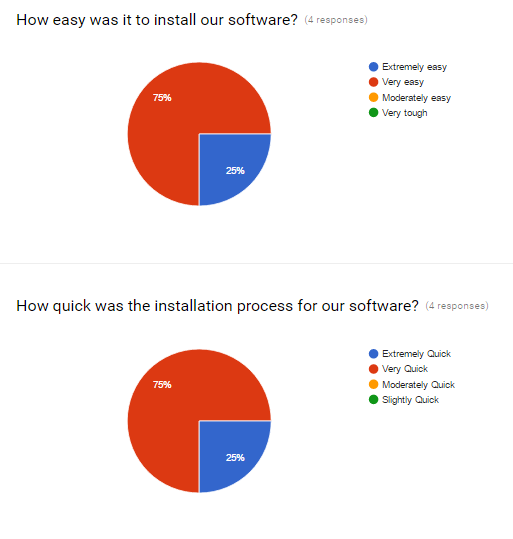 How easy was it to install our software? (4 responses)
Extremely easy
Very easy
Moderately easy
Very tough
75%
25%
How quick was the installation process for our software? (4 responses)
Extremely Quick
Very Quick
Moderately Quick
Slightly Quick
75%
25%